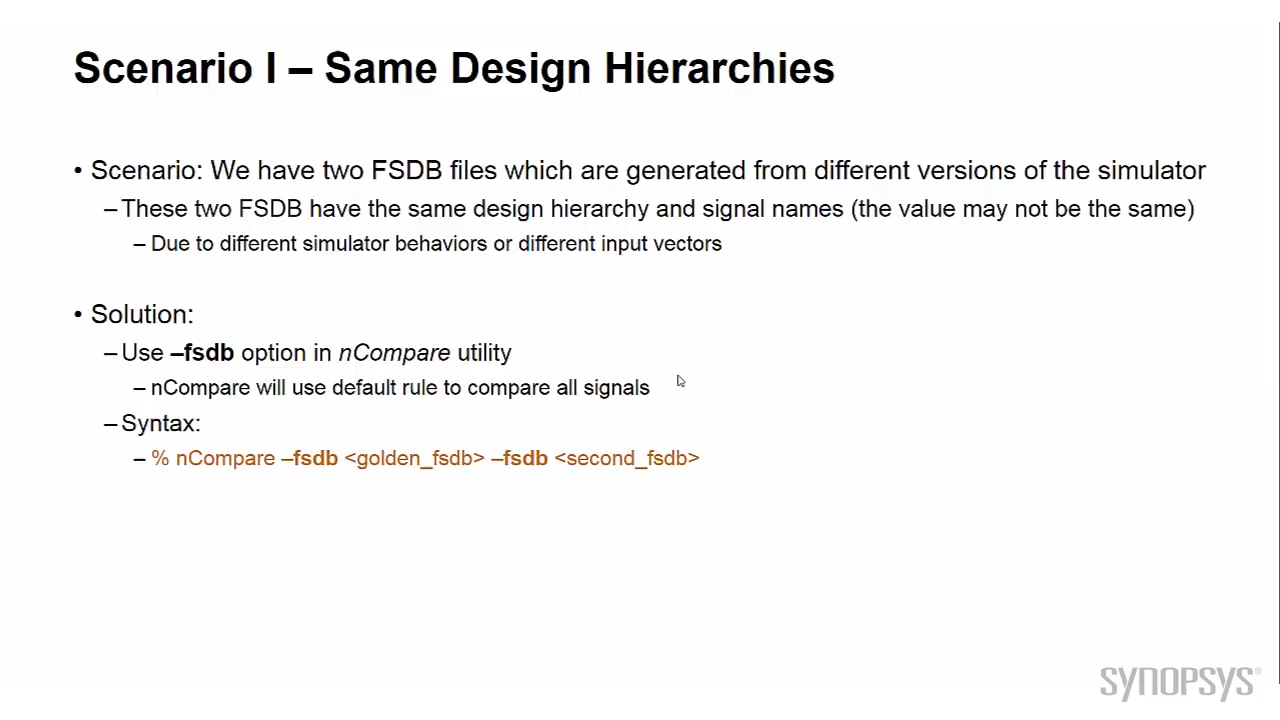 Scenario I – Same Design Hierarchies
• Scenario: We have two FSDB files which are generated from different versions of the simulator
– These two FSDB have the same design hierarchy and signal names (the value may not be the same)
– Due to different simulator behaviors or different input vectors
• Solution:
– Use –fsdb option in nCompare utility
– nCompare will use default rule to compare all signals
– Syntax:
– % nCompare –fsdb <golden_fsdb> –fsdb <second_fsdb>
SYNOPSYS®